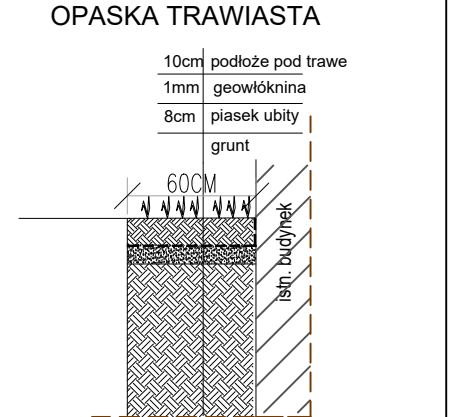 OPASKA TRAWIASTA
10cm podłoże pod trawe
1mm geowłóknina
8cm piasek ubity
grunt
60CM
istn. budynek